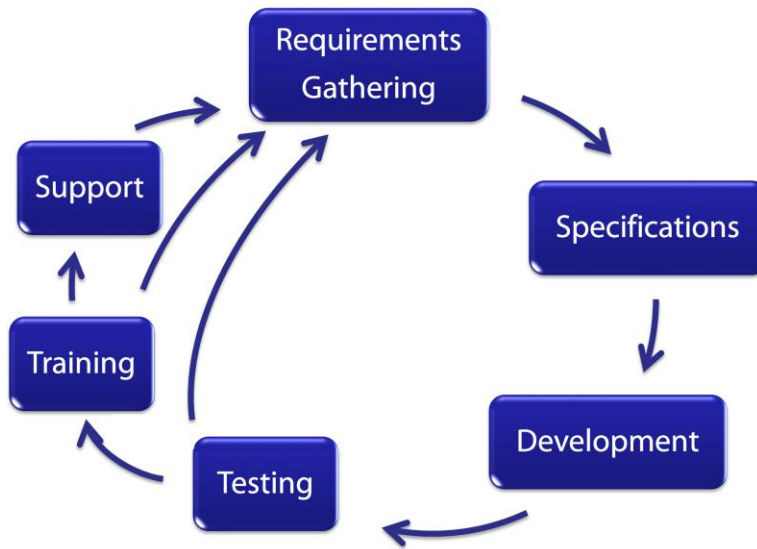 Requirements
Gathering
Specifications
Development
Testing
Training
Support